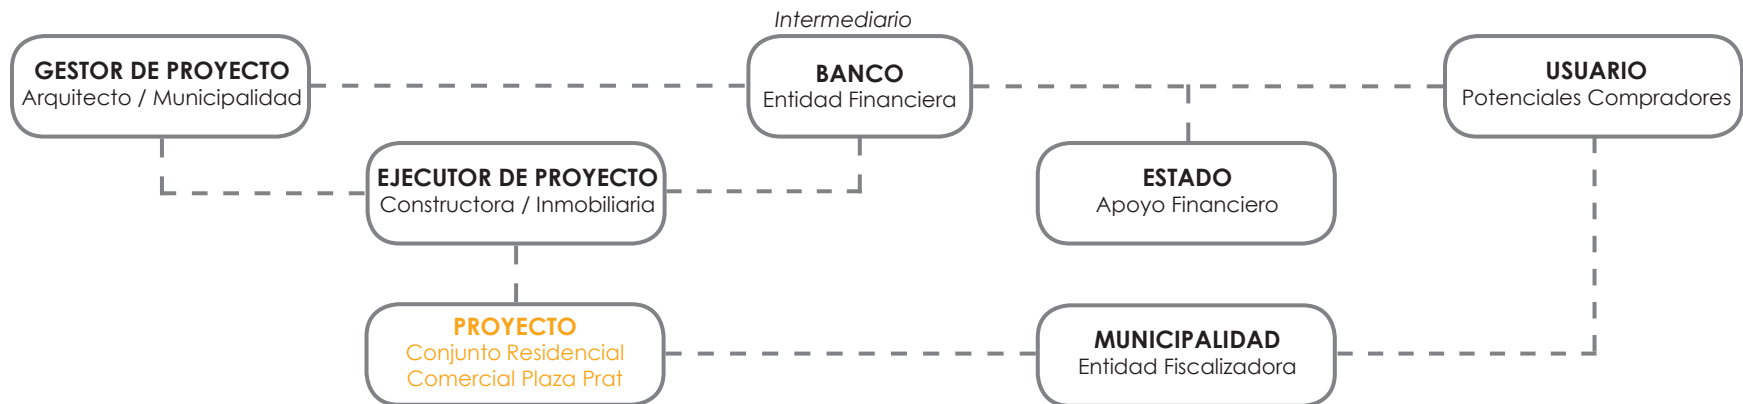 Intermediario
GESTOR DE PROYECTO
Arquitecto / Municipalidad
BANCO
Entidad Financiera
USUARIO
Potenciales Compradores
EJECUTOR DE PROYECTO
Constructora / Inmobiliaria
ESTADO
Apoyo Financiero
PROYECTO
Conjunto Residencial
Comercial Plaza Prat
MUNICIPALIDAD
Entidad Fiscalizadora